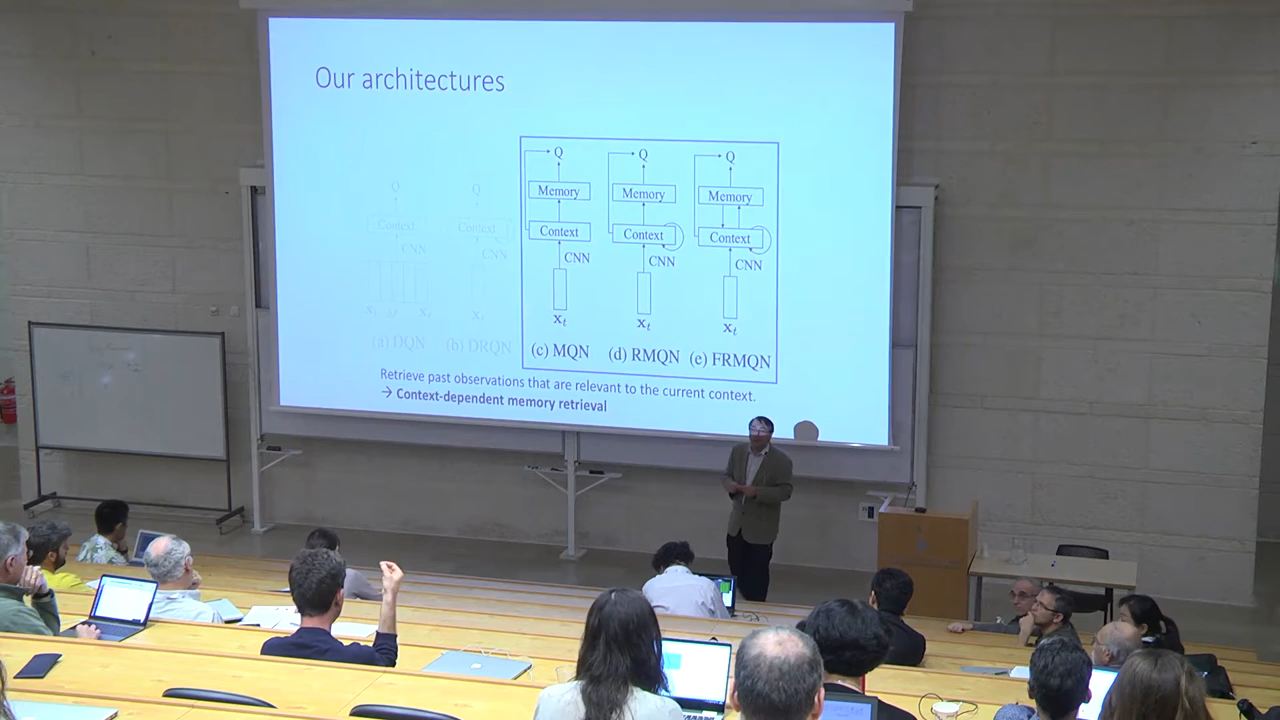 Our architectures
Q Q Q
Memory Memory Memory
Context Context Context
CNN CNN CNN
xt xt xt
(c) MQN (d) RMQN (e) FRMQN
Q Q
Context Context
CNN CNN
(a) DQN (b) DRQN
Retrieve past observations that are relevant to the current context.
→ Context-dependent memory retrieval